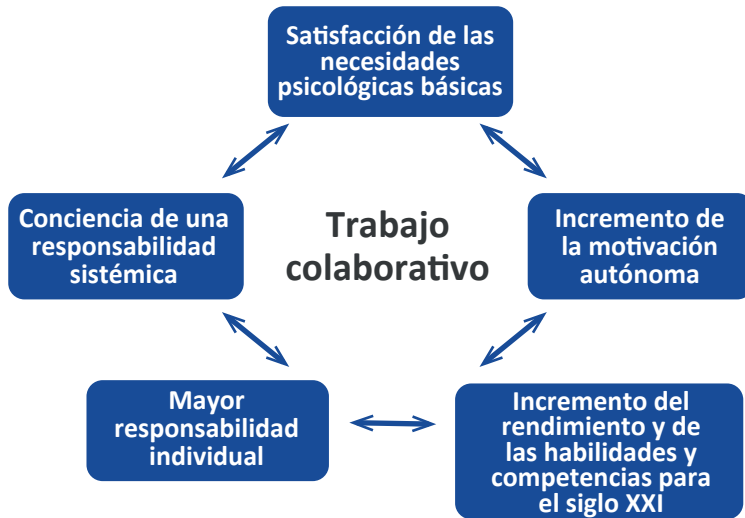 Satisfacción de las
necesidades
psicológicas básicas
Conciencia de una
responsabilidad
sistémica
Trabajo
colaborativo
Incremento de
la motivación
autónoma
Mayor
responsabilidad
individual
Incremento del
rendimiento y de
las habilidades y
competencias para
el siglo XXI